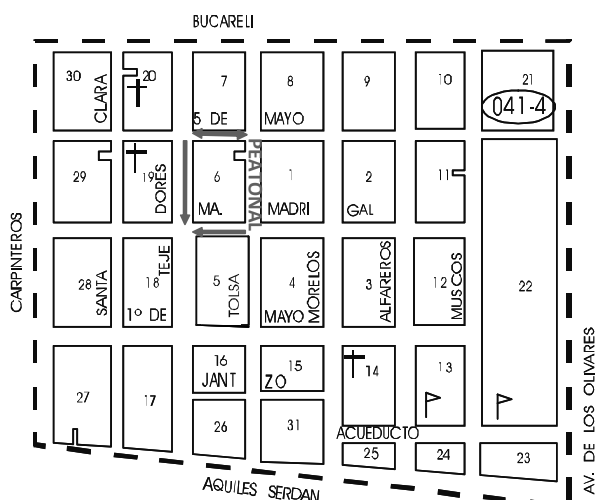 BUCARELI
30 20 7 8 9 10 21
CLARA
041-4
5 DE MAYO
29 19 6 1 2 11
DORES
PEATONAL
MA. MADRI GAL
CARPINTEROS
28 18 5 4 3 12 22
SANTA
TEJE
TOLSA
MORELOS
ALFAREROS
MUSCOS
1º DE MAYO
27 17 16 15 14 13
JANT ZO
26 31
ACUEDUCTO
25 24 23
AQUILES SERDAN
AV. DE LOS OLIVARES